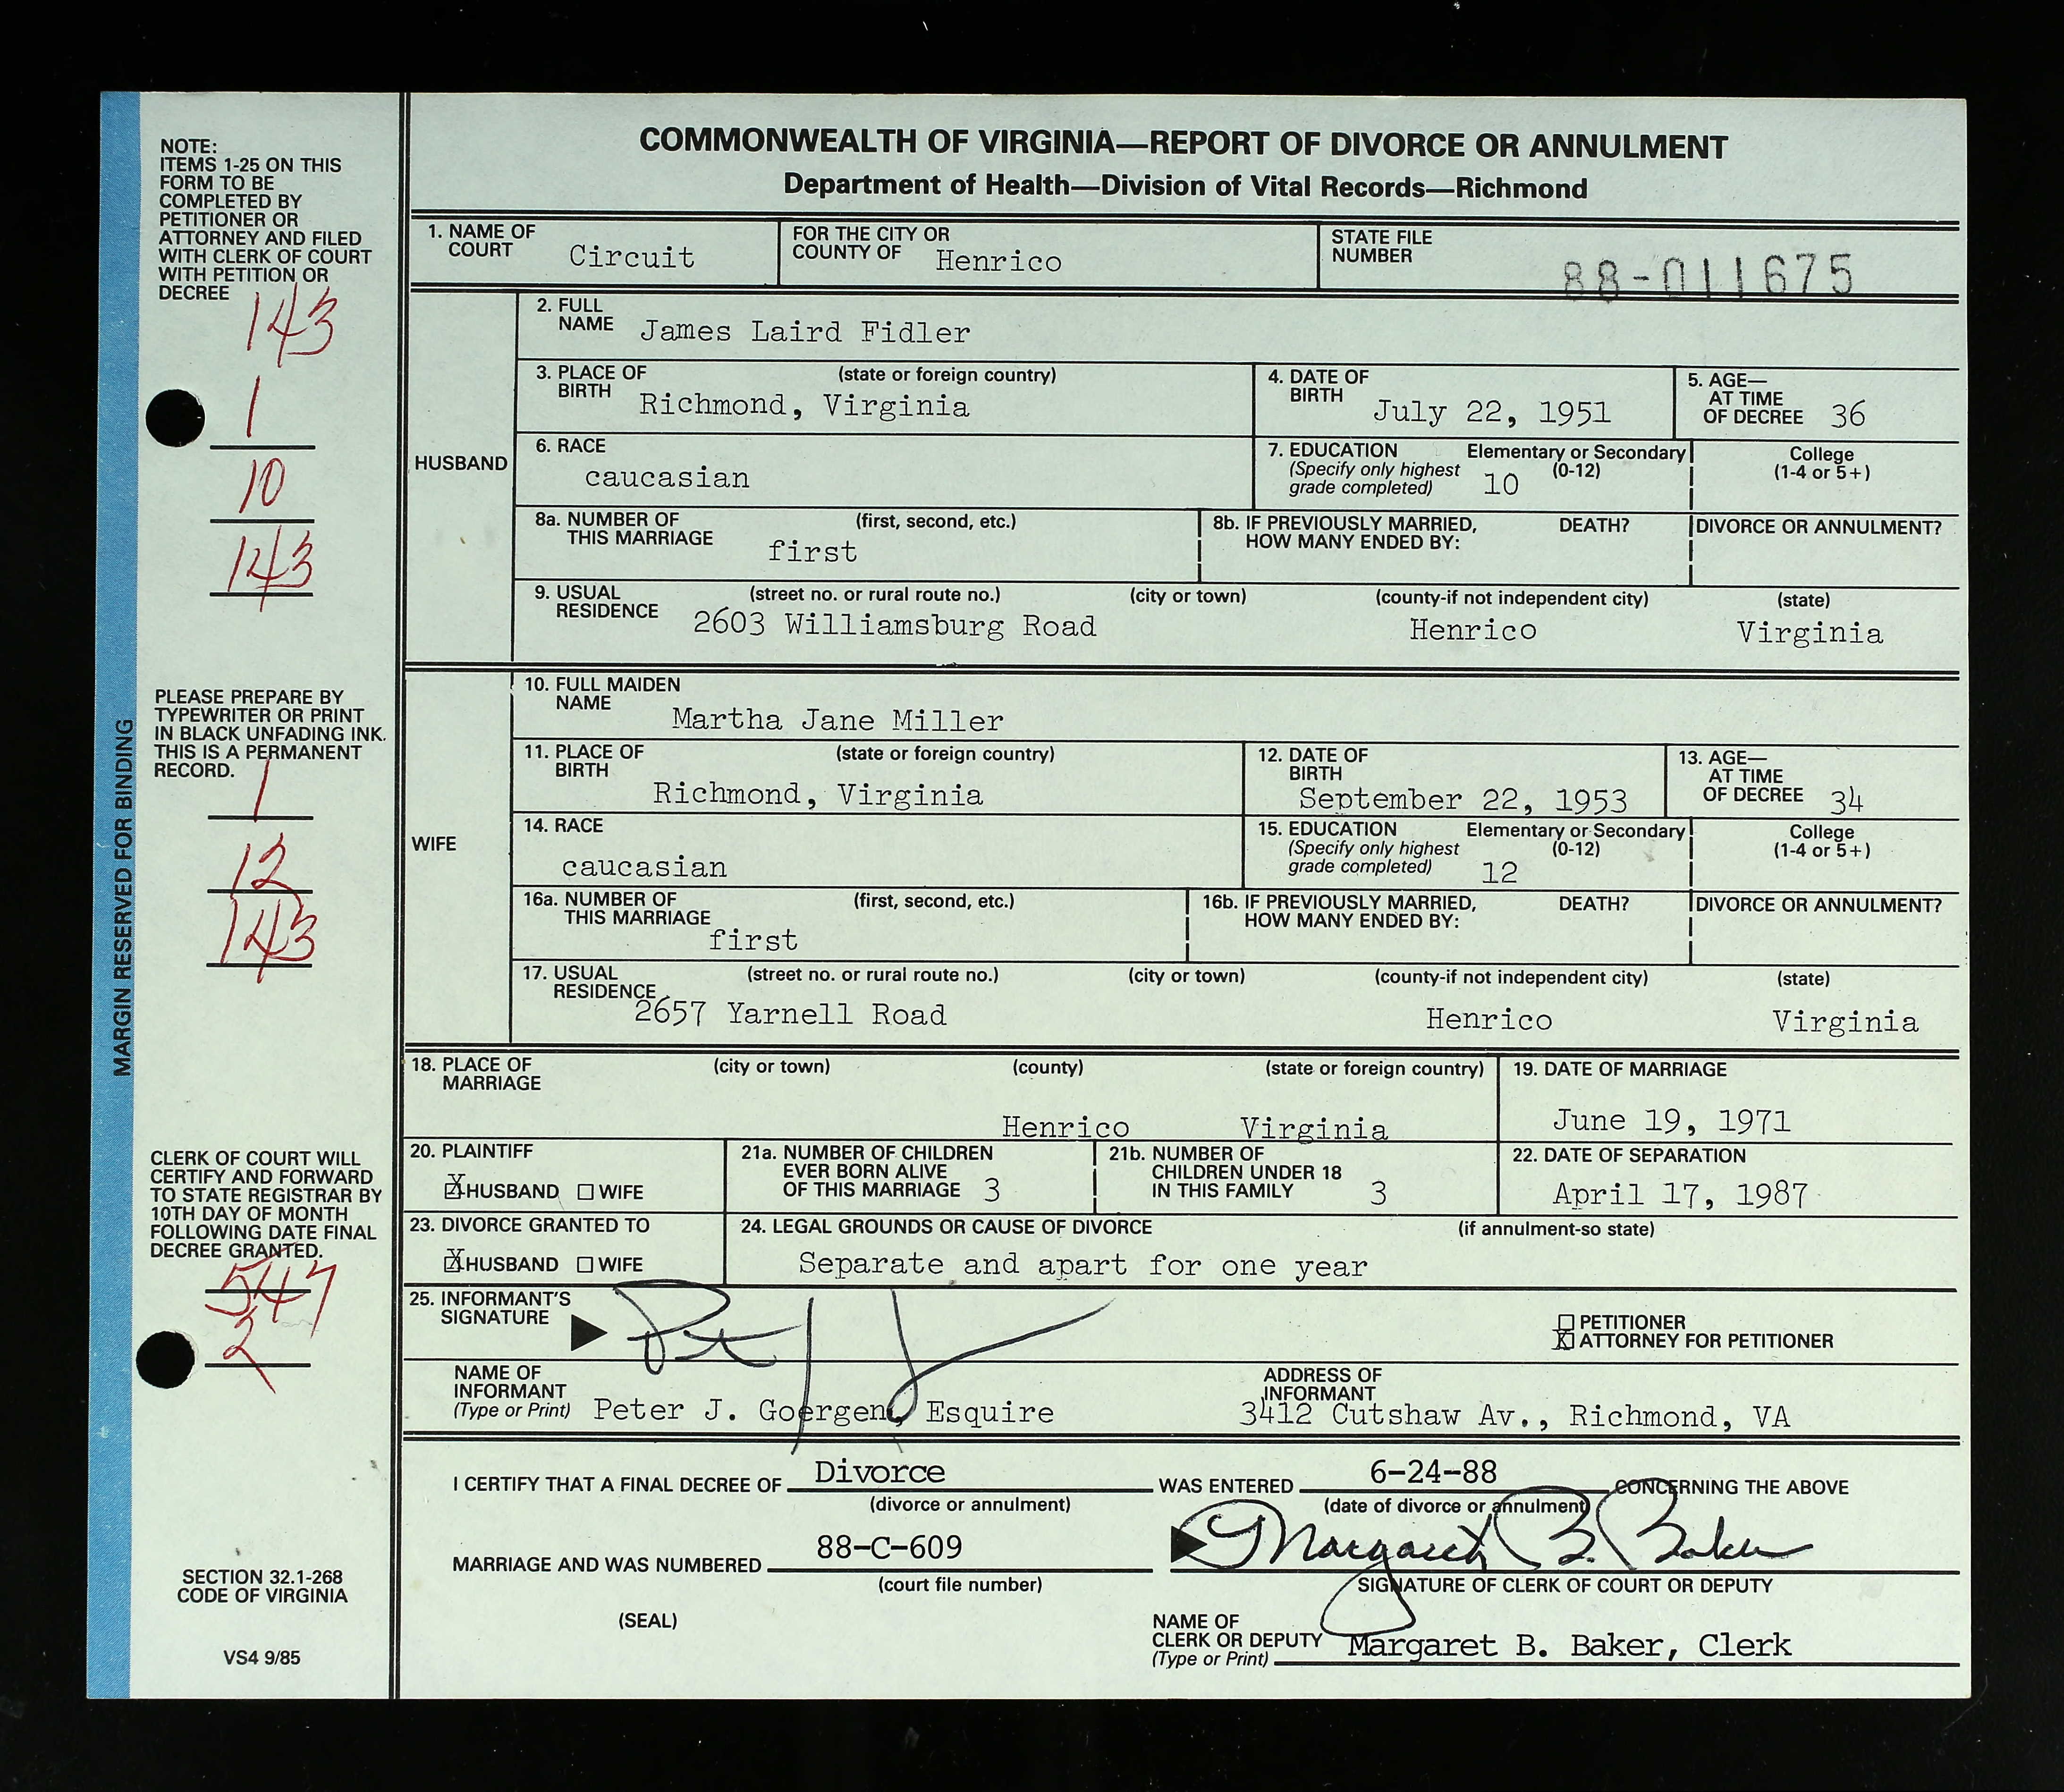 COMMONWEALTH OF VIRGINIA—REPORT OF DIVORCE OR ANNULMENT
Department of Health—Division of Vital Records—Richmond
NOTE:
ITEMS 1-25 ON THIS
FORM TO BE
COMPLETED BY
PETITIONER OR
ATTORNEY AND FILED
WITH CLERK OF COURT
WITH PETITION OR
DECREE
143
1
10
143
PLEASE PREPARE BY
TYPEWRITER OR PRINT
IN BLACK UNFADING INK.
THIS IS A PERMANENT
RECORD.
1
12
143
CLERK OF COURT WILL
CERTIFY AND FORWARD
TO STATE REGISTRAR BY
10TH DAY OF MONTH
FOLLOWING DATE FINAL
DECREE GRANTED.
547
2
SECTION 32.1-268
CODE OF VIRGINIA
VS4 9/85
MARGIN RESERVED FOR BINDING
1. NAME OF COURT Circuit
FOR THE CITY OR COUNTY OF Henrico
STATE FILE NUMBER 88-011675
HUSBAND
2. FULL NAME James Laird Fidler
3. PLACE OF BIRTH (state or foreign country) Richmond, Virginia
4. DATE OF BIRTH July 22, 1951
5. AGE— AT TIME OF DECREE 36
6. RACE caucasian
7. EDUCATION (Specify only highest grade completed) Elementary or Secondary (0-12) 10 College (1-4 or 5+)
8a. NUMBER OF THIS MARRIAGE (first, second, etc.) first
8b. IF PREVIOUSLY MARRIED, HOW MANY ENDED BY: DEATH? DIVORCE OR ANNULMENT?
9. USUAL RESIDENCE (street no. or rural route no.) (city or town) (county-if not independent city) (state)
2603 Williamsburg Road Henrico Virginia
WIFE
10. FULL MAIDEN NAME Martha Jane Miller
11. PLACE OF BIRTH (state or foreign country) Richmond, Virginia
12. DATE OF BIRTH September 22, 1953
13. AGE— AT TIME OF DECREE 34
14. RACE caucasian
15. EDUCATION (Specify only highest grade completed) Elementary or Secondary (0-12) 12 College (1-4 or 5+)
16a. NUMBER OF THIS MARRIAGE (first, second, etc.) first
16b. IF PREVIOUSLY MARRIED, HOW MANY ENDED BY: DEATH? DIVORCE OR ANNULMENT?
17. USUAL RESIDENCE (street no. or rural route no.) (city or town) (county-if not independent city) (state)
2657 Yarnell Road Henrico Virginia
18. PLACE OF MARRIAGE (city or town) (county) (state or foreign country)
Henrico Virginia
19. DATE OF MARRIAGE June 19, 1971
20. PLAINTIFF
X HUSBAND WIFE
21a. NUMBER OF CHILDREN EVER BORN ALIVE OF THIS MARRIAGE 3
21b. NUMBER OF CHILDREN UNDER 18 IN THIS FAMILY 3
22. DATE OF SEPARATION April 17, 1987
23. DIVORCE GRANTED TO
X HUSBAND WIFE
24. LEGAL GROUNDS OR CAUSE OF DIVORCE (if annulment-so state)
Separate and apart for one year
25. INFORMANT'S SIGNATURE
PETITIONER
X ATTORNEY FOR PETITIONER
NAME OF INFORMANT (Type or Print) Peter J. Goergen, Esquire
ADDRESS OF INFORMANT 3412 Cutshaw Av., Richmond, VA
I CERTIFY THAT A FINAL DECREE OF Divorce WAS ENTERED 6-24-88 CONCERNING THE ABOVE
(divorce or annulment) (date of divorce or annulment)
MARRIAGE AND WAS NUMBERED 88-C-609 Margaret B. Baker
(court file number) SIGNATURE OF CLERK OF COURT OR DEPUTY
(SEAL)
NAME OF CLERK OR DEPUTY (Type or Print) Margaret B. Baker, Clerk